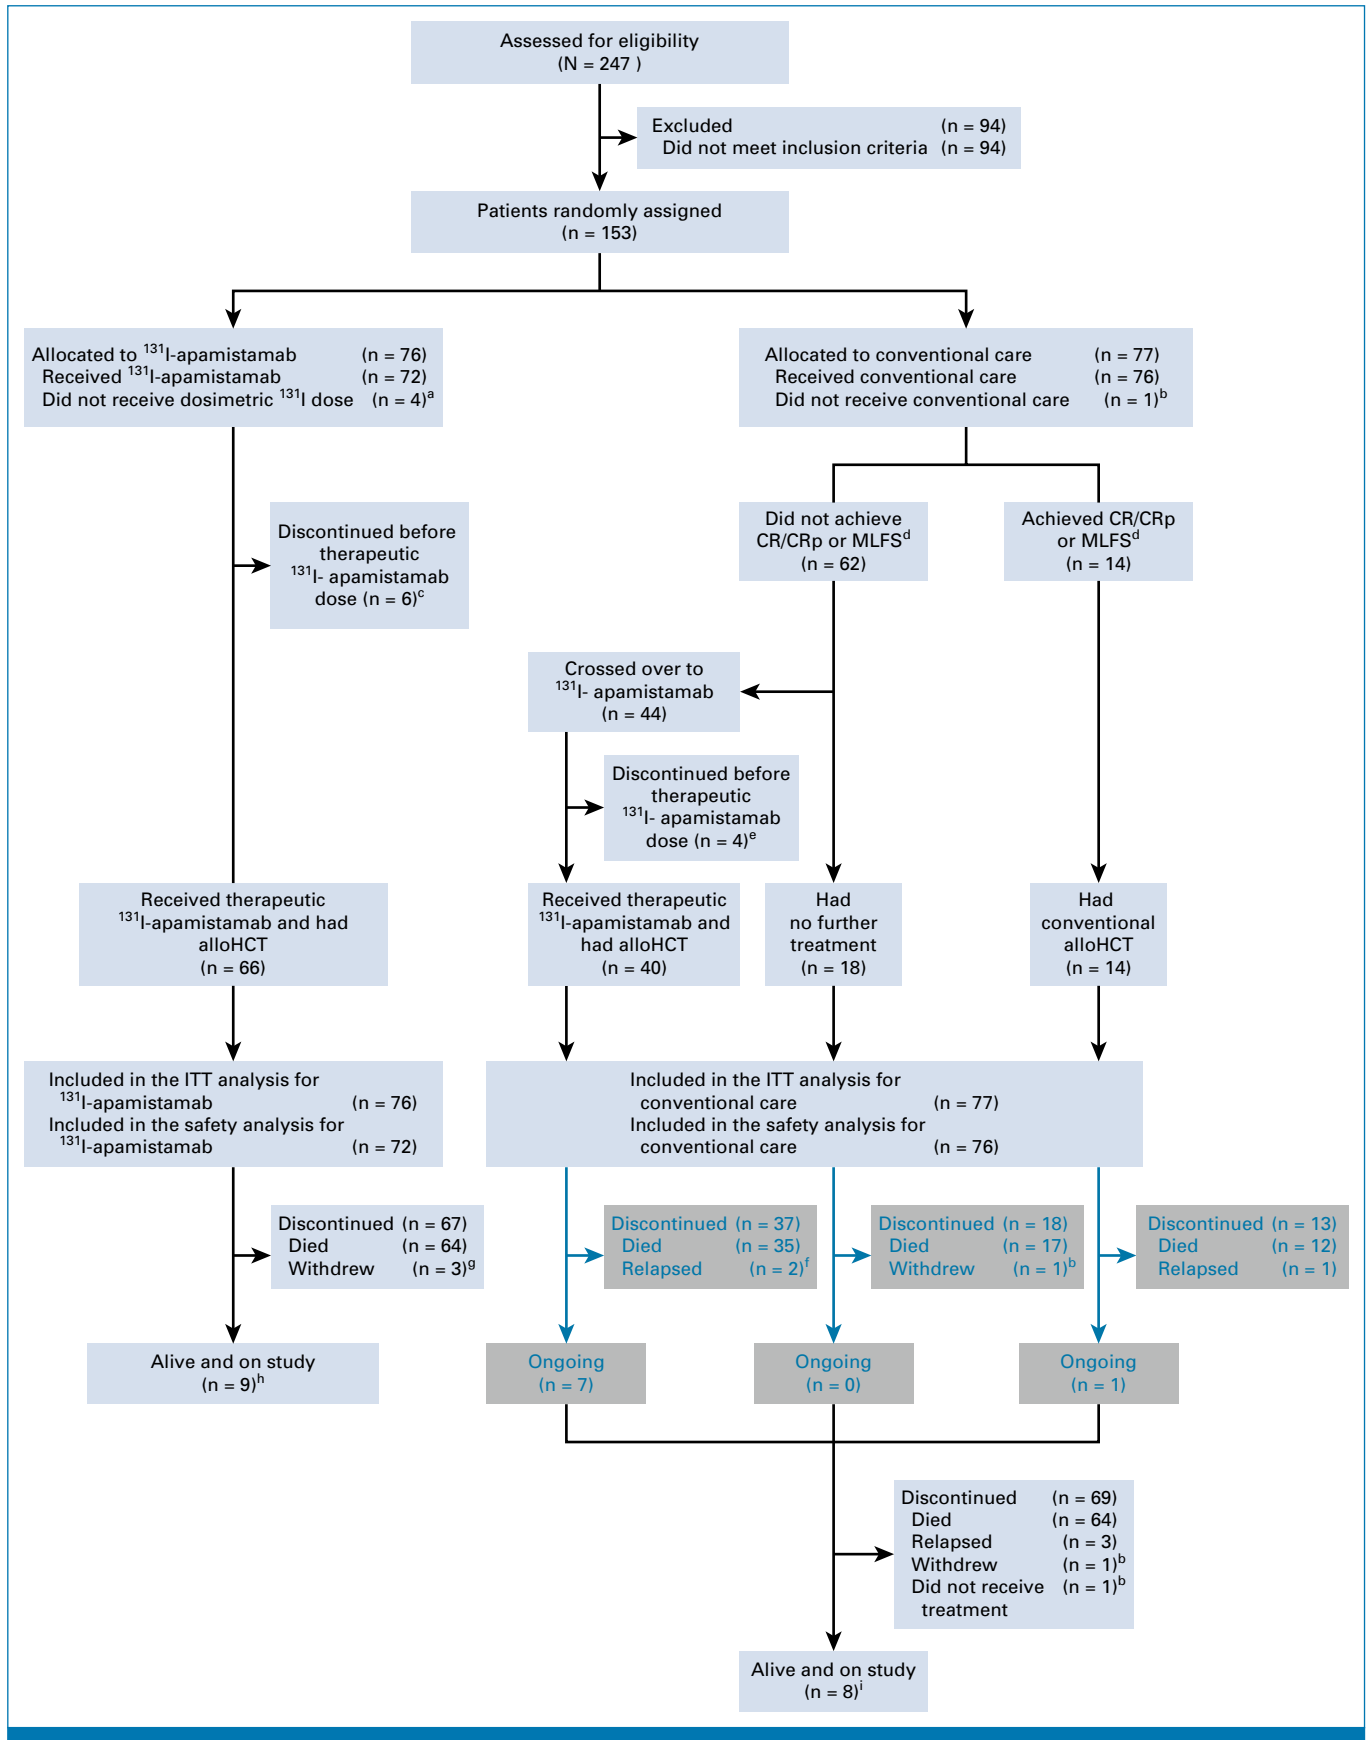 Assessed for eligibility
(N = 247 )
Excluded (n = 94)
Did not meet inclusion criteria (n = 94)
Patients randomly assigned
(n = 153)
Allocated to ¹³¹I-apamistamab (n = 76)
Received ¹³¹I-apamistamab (n = 72)
Did not receive dosimetric ¹³¹I dose (n = 4)ᵃ
Allocated to conventional care (n = 77)
Received conventional care (n = 76)
Did not receive conventional care (n = 1)ᵇ
Discontinued before
therapeutic
¹³¹I- apamistamab
dose (n = 6)ᶜ
Did not achieve
CR/CRp or MLFSᵈ
(n = 62)
Achieved CR/CRp
or MLFSᵈ
(n = 14)
Crossed over to
¹³¹I- apamistamab
(n = 44)
Discontinued before
therapeutic
¹³¹I- apamistamab
dose (n = 4)ᵉ
Received therapeutic
¹³¹I-apamistamab and had
alloHCT
(n = 66)
Received therapeutic
¹³¹I-apamistamab and
had alloHCT
(n = 40)
Had
no further
treatment
(n = 18)
Had
conventional
alloHCT
(n = 14)
Included in the ITT analysis for
¹³¹I-apamistamab (n = 76)
Included in the safety analysis for
¹³¹I-apamistamab (n = 72)
Included in the ITT analysis for
conventional care (n = 77)
Included in the safety analysis for
conventional care (n = 76)
Discontinued (n = 67)
Died (n = 64)
Withdrew (n = 3)ᵍ
Discontinued (n = 37)
Died (n = 35)
Relapsed (n = 2)ᶠ
Discontinued (n = 18)
Died (n = 17)
Withdrew (n = 1)ᵇ
Discontinued (n = 13)
Died (n = 12)
Relapsed (n = 1)
Alive and on study
(n = 9)ʰ
Ongoing
(n = 7)
Ongoing
(n = 0)
Ongoing
(n = 1)
Discontinued (n = 69)
Died (n = 64)
Relapsed (n = 3)
Withdrew (n = 1)ᵇ
Did not receive (n = 1)ᵇ
treatment
Alive and on study
(n = 8)ⁱ